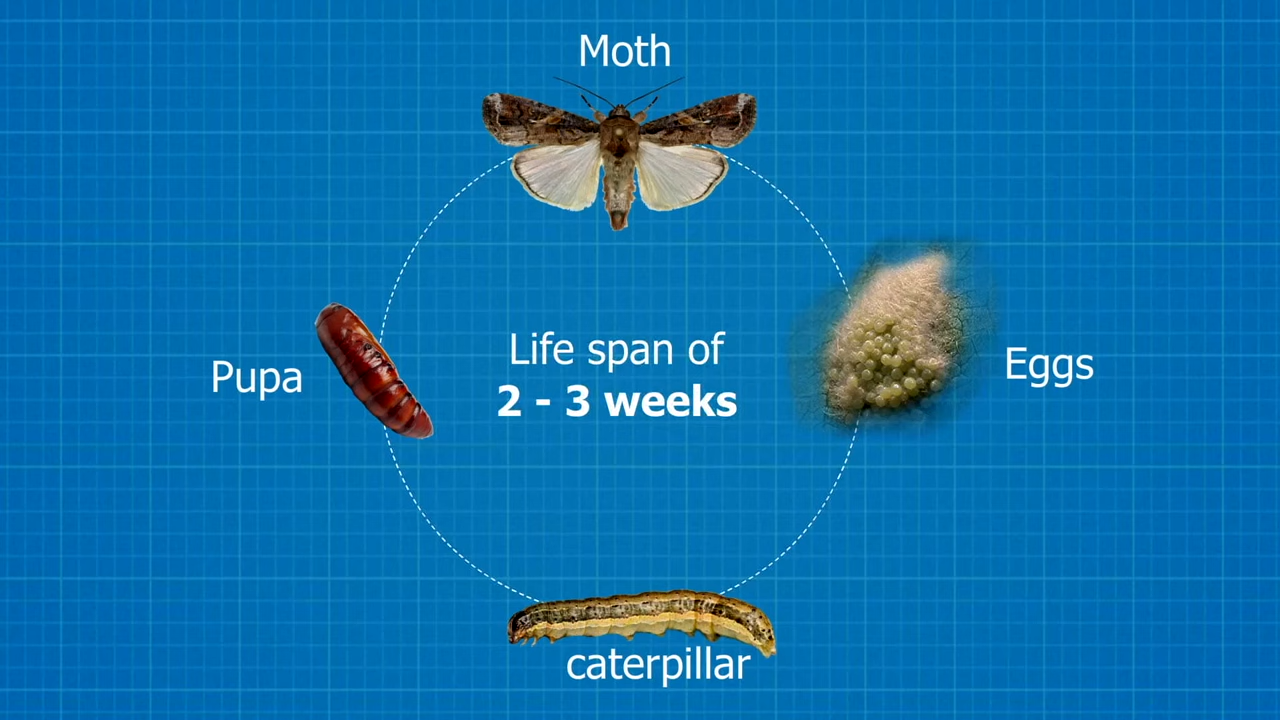 Moth
Life span of
2 - 3 weeks
Pupa
Eggs
caterpillar